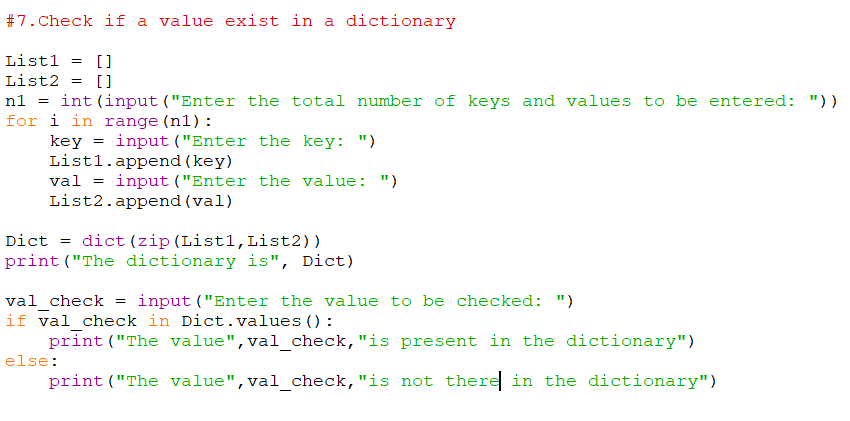 #7.Check if a value exist in a dictionary

List1 = []
List2 = []
n1 = int(input("Enter the total number of keys and values to be entered: "))
for i in range(n1):
    key = input("Enter the key: ")
    List1.append(key)
    val = input("Enter the value: ")
    List2.append(val)

Dict = dict(zip(List1,List2))
print("The dictionary is", Dict)

val_check = input("Enter the value to be checked: ")
if val_check in Dict.values():
    print("The value",val_check,"is present in the dictionary")
else:
    print("The value",val_check,"is not there in the dictionary")